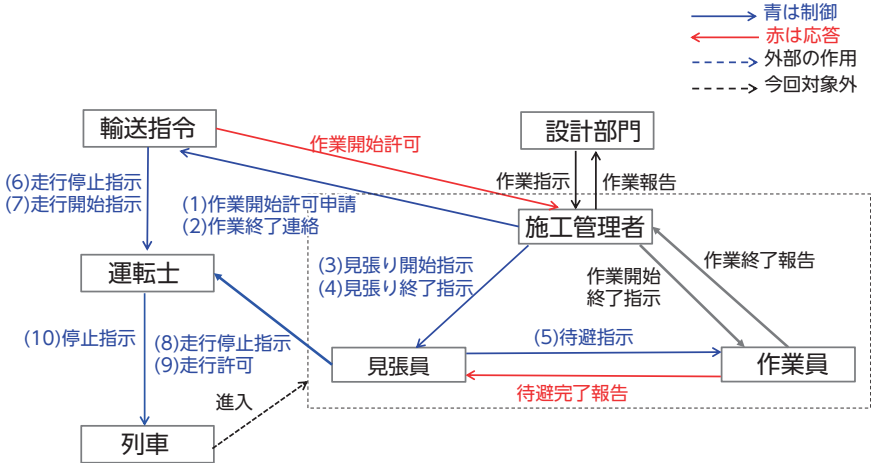 青は制御
赤は応答
外部の作用
今回対象外
輸送指令
設計部門
作業開始許可
作業指示
作業報告
(6)走行停止指示
(7)走行開始指示
(1)作業開始許可申請
(2)作業終了連絡
施工管理者
運転士
(3)見張り開始指示
(4)見張り終了指示
作業開始
終了指示
作業終了報告
(10)停止指示
(8)走行停止指示
(9)走行許可
(5)待避指示
見張員
作業員
待避完了報告
進入
列車